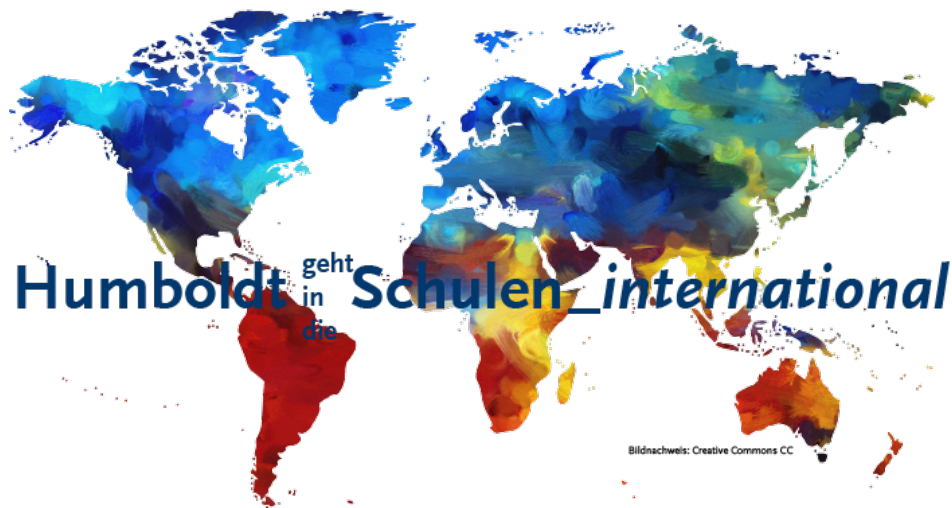 Humboldt geht in die Schulen_international
Bildnachweis: Creative Commons CC